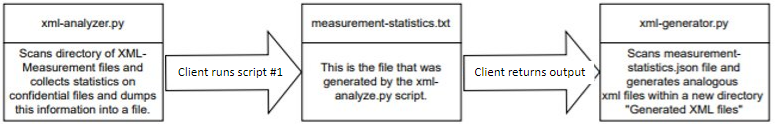 xml-analyzer.py
Scans directory of XML-
Measurement files and
collects statistics on
confidential files and dumps
this information into a file.
Client runs script #1
measurement-statistics.txt
This is the file that was
generated by the xml-
analyze.py script.
Client returns output
xml-generator.py
Scans measurement-
statistics.json file and
generates analogous
xml files within a new directory
"Generated XML files"